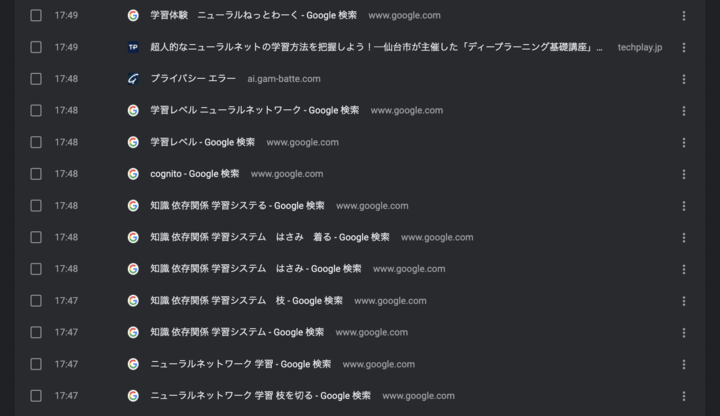 17:49 学習体験　ニューラルねっとわーく - Google 検索 www.google.com
17:49 TP 超人的なニューラルネットの学習方法を把握しよう！―仙台市が主催した「ディープラーニング基礎講座」… techplay.jp
17:48 プライバシー エラー ai.gam-batte.com
17:48 学習レベル ニューラルネットワーク - Google 検索 www.google.com
17:48 学習レベル - Google 検索 www.google.com
17:48 cognito - Google 検索 www.google.com
17:48 知識 依存関係 学習システる - Google 検索 www.google.com
17:48 知識 依存関係 学習システム　はさみ　着る - Google 検索 www.google.com
17:48 知識 依存関係 学習システム　はさみ - Google 検索 www.google.com
17:47 知識 依存関係 学習システム　枝 - Google 検索 www.google.com
17:47 知識 依存関係 学習システム - Google 検索 www.google.com
17:47 ニューラルネットワーク 学習 - Google 検索 www.google.com
17:47 ニューラルネットワーク 学習 枝を切る - Google 検索 www.google.com